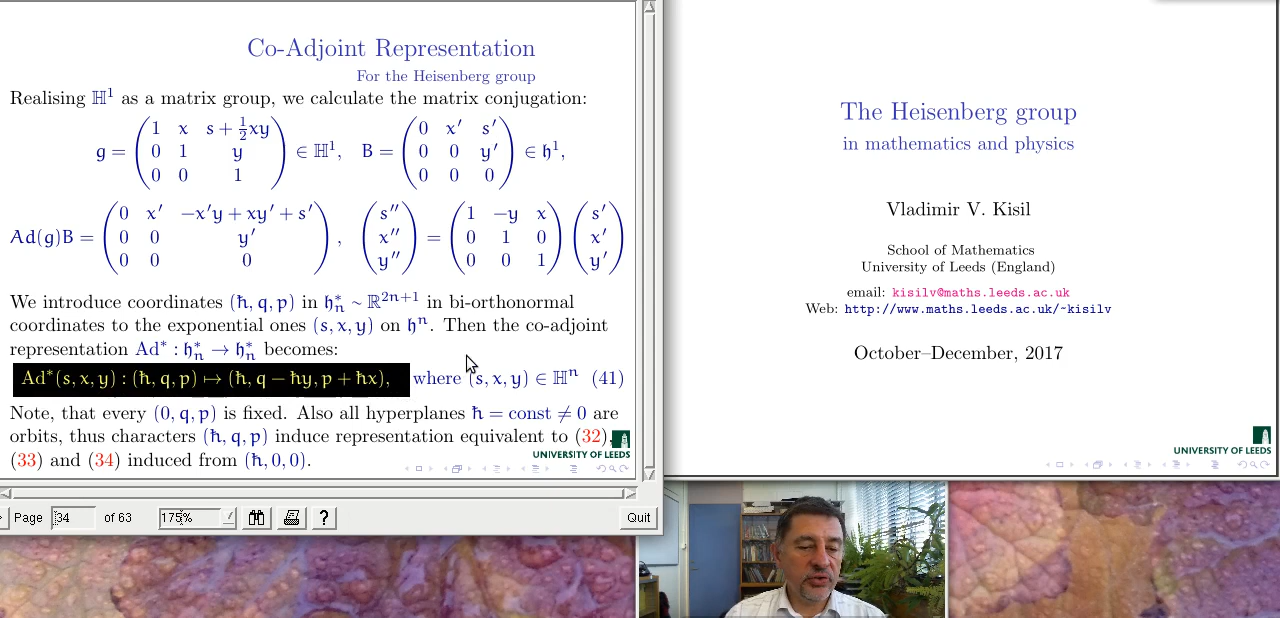 Co-Adjoint Representation
For the Heisenberg group
Realising ℍ¹ as a matrix group, we calculate the matrix conjugation:
g = (1 x s + ½xy; 0 1 y; 0 0 1) ∈ ℍ¹, B = (0 x′ s′; 0 0 y′; 0 0 0) ∈ 𝔥¹,
Ad(g)B = (0 x′ −x′y + xy′ + s′; 0 0 y′; 0 0 0), (s″; x″; y″) = (1 −y x; 0 1 0; 0 0 1) (s′; x′; y′)
We introduce coordinates (ħ, q, p) in 𝔥*ₙ ~ ℝ²ⁿ⁺¹ in bi-orthonormal
coordinates to the exponential ones (s, x, y) on 𝔥ⁿ. Then the co-adjoint
representation Ad* : 𝔥*ₙ → 𝔥*ₙ becomes:
Ad*(s, x, y) : (ħ, q, p) ↦ (ħ, q − ħy, p + ħx), where (s, x, y) ∈ ℍⁿ (41)
Note, that every (0, q, p) is fixed. Also all hyperplanes ħ = const ≠ 0 are
orbits, thus characters (ħ, q, p) induce representation equivalent to (32),
(33) and (34) induced from (ħ, 0, 0).
UNIVERSITY OF LEEDS
Page 34 of 63 175% Quit
The Heisenberg group
in mathematics and physics
Vladimir V. Kisil
School of Mathematics
University of Leeds (England)
email: kisilv@maths.leeds.ac.uk
Web: http://www.maths.leeds.ac.uk/~kisilv
October–December, 2017
UNIVERSITY OF LEEDS